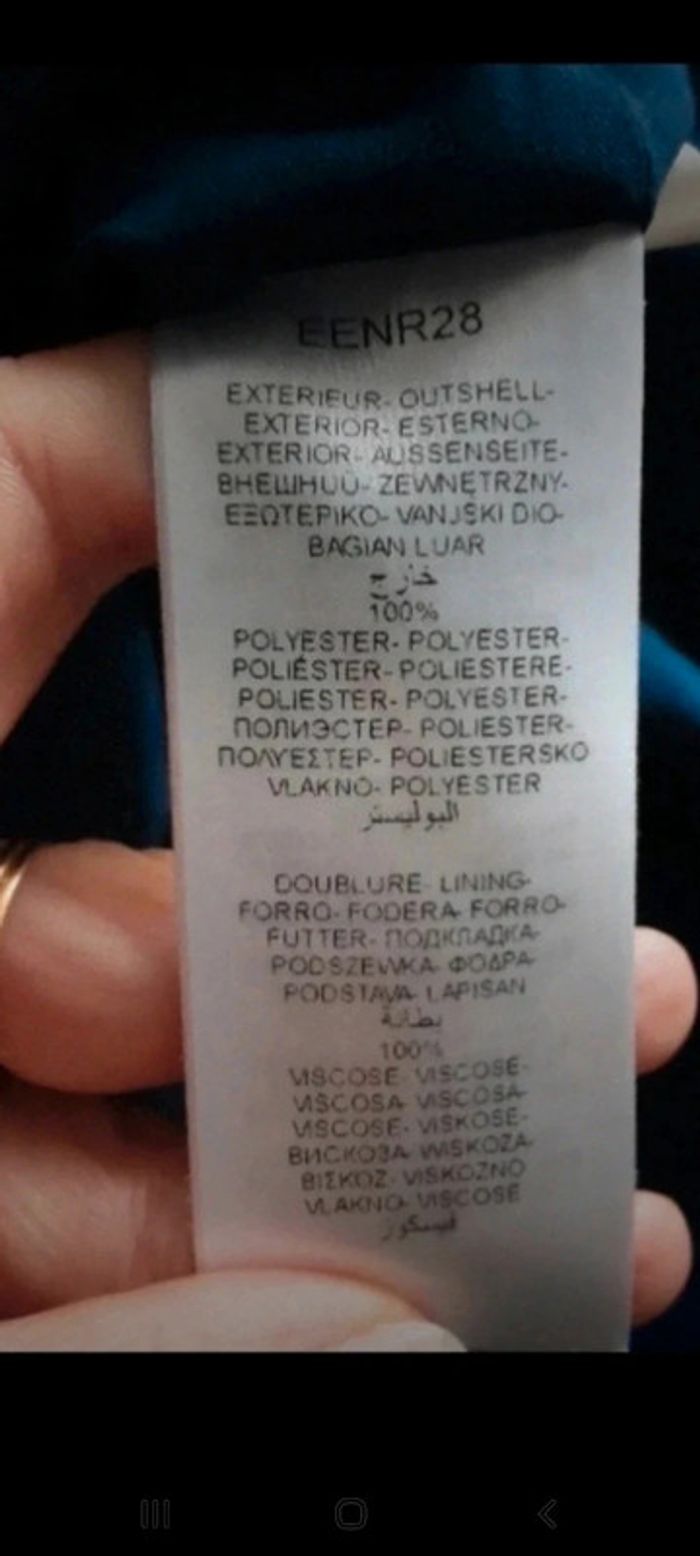 EENR28
EXTERIEUR- OUTSHELL-
EXTERIOR- ESTERNO-
EXTERIOR- AUSSENSEITE-
ВНЕШНИЙ- ZEWNĘTRZNY-
ΕΞΩΤΕΡΙΚΟ- VANJSKI DIO-
BAGIAN LUAR
خارج
100%
POLYESTER- POLYESTER-
POLIÉSTER- POLIESTERE-
POLIESTER- POLYESTER-
ПОЛИЭСТЕР- POLIESTER-
ΠΟΛΥΕΣΤΕΡ- POLIESTERSKO
VLAKNO- POLYESTER
البوليستر
DOUBLURE- LINING-
FORRO- FODERA- FORRO-
FUTTER- ПОДКЛАДКА-
PODSZEWKA- ΦΟΔΡΑ-
PODSTAVA- LAPISAN
بطانة
100%
VISCOSE- VISCOSE-
VISCOSA- VISCOSA-
VISCOSE- VISKOSE-
ВИСКОЗА- WISKOZA-
ΒΙΣΚΟΖ- VISKOZNO
VLAKNO- VISCOSE
فيسكوز